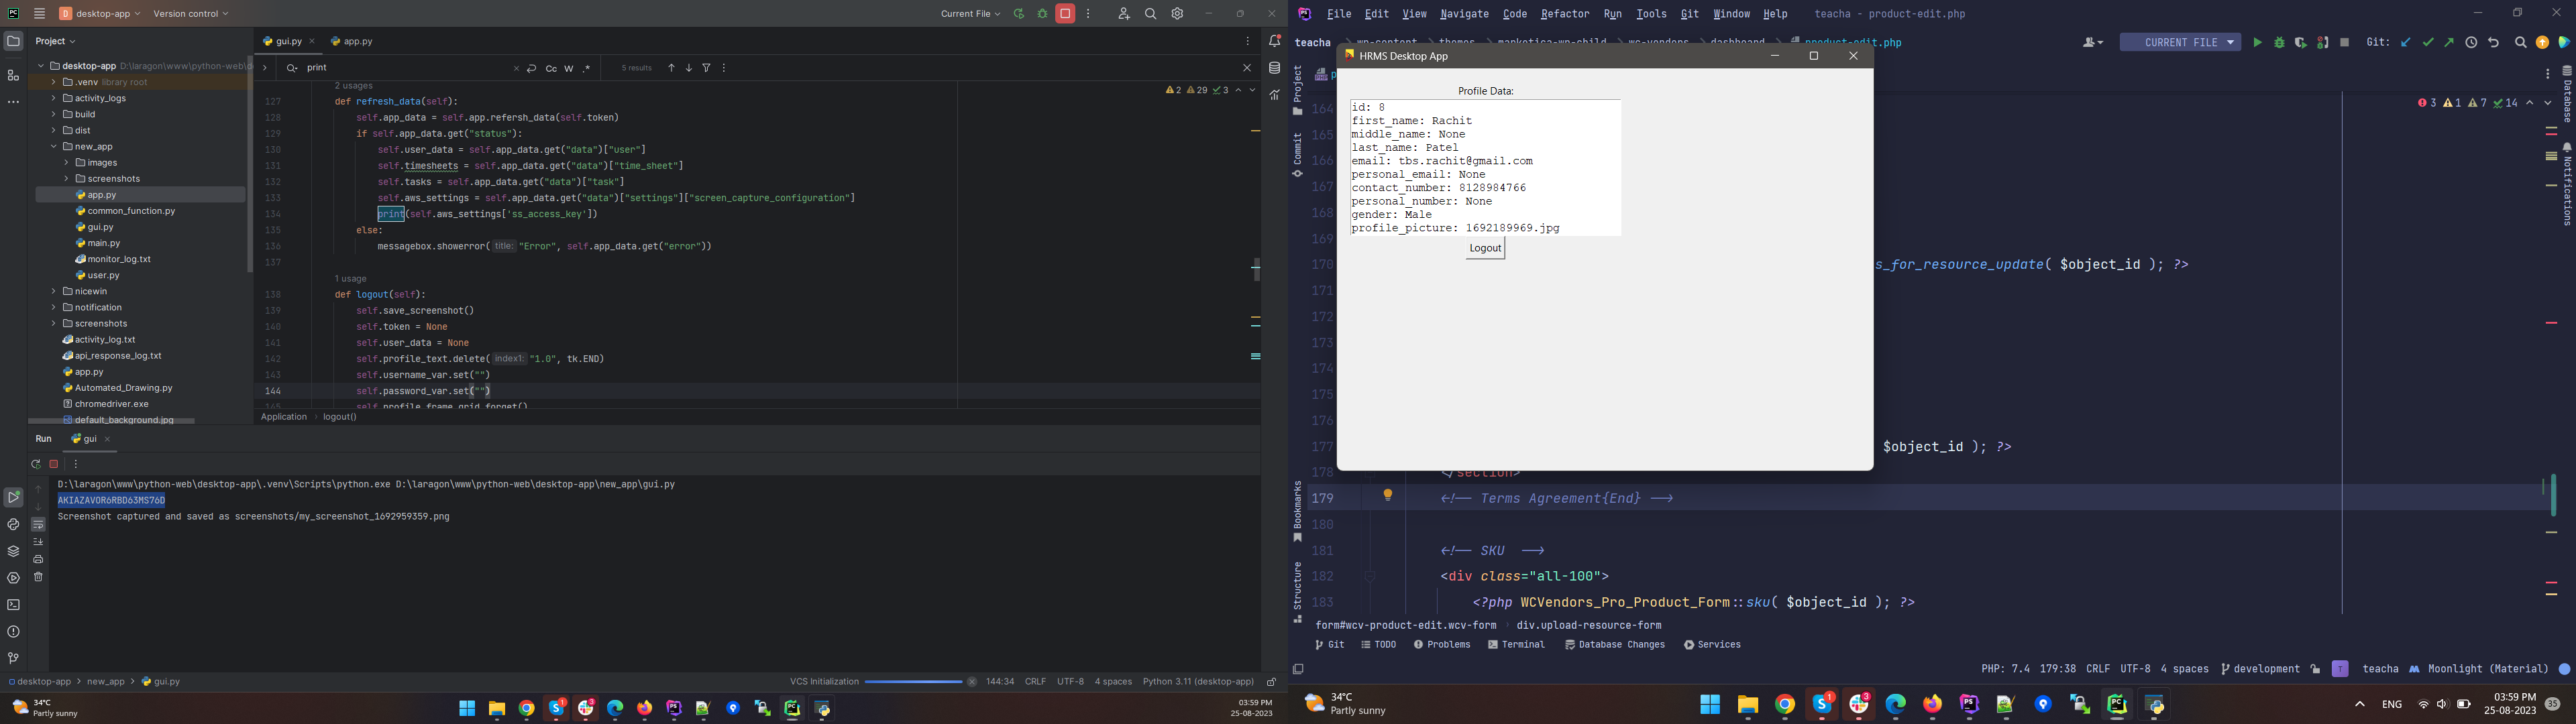 desktop-app
Version control
Current File
Project
gui.py
app.py
desktop-app D:\laragon\www\python-web\d
.venv library root
activity_logs
build
dist
new_app
images
screenshots
app.py
common_function.py
gui.py
main.py
monitor_log.txt
user.py
nicewin
notification
screenshots
activity_log.txt
api_response_log.txt
app.py
Automated_Drawing.py
chromedriver.exe
default_background.jpg
print
Cc W .*
5 results
2 29 3
2 usages
127 def refresh_data(self):
128 self.app_data = self.app.refersh_data(self.token)
129 if self.app_data.get("status"):
130 self.user_data = self.app_data.get("data")["user"]
131 self.timesheets = self.app_data.get("data")["time_sheet"]
132 self.tasks = self.app_data.get("data")["task"]
133 self.aws_settings = self.app_data.get("data")["settings"]["screen_capture_configuration"]
134 print(self.aws_settings['ss_access_key'])
135 else:
136 messagebox.showerror( title: "Error", self.app_data.get("error"))
137
1 usage
138 def logout(self):
139 self.save_screenshot()
140 self.token = None
141 self.user_data = None
142 self.profile_text.delete( index1: "1.0", tk.END)
143 self.username_var.set("")
144 self.password_var.set("")
145 self.profile_frame.grid_forget()
Application logout()
Run gui
D:\laragon\www\python-web\desktop-app\.venv\Scripts\python.exe D:\laragon\www\python-web\desktop-app\new_app\gui.py
AKIAZAVOR6RBD63MS76D
Screenshot captured and saved as screenshots/my_screenshot_1692959359.png
desktop-app > new_app > gui.py
VCS Initialization
144:34 CRLF UTF-8 4 spaces Python 3.11 (desktop-app)
34°C
Partly sunny
03:59 PM
25-08-2023
File Edit View Navigate Code Refactor Run Tools Git Window Help
teacha - product-edit.php
teacha
product-edit.php
CURRENT FILE
Git:
HRMS Desktop App
Profile Data:
id: 8
first_name: Rachit
middle_name: None
last_name: Patel
email: tbs.rachit@gmail.com
personal_email: None
contact_number: 8128984766
personal_number: None
gender: Male
profile_picture: 1692189969.jpg
Logout
Project
Commit
Bookmarks
Structure
Database
Notifications
3 1 7 14
164
165
166
167
168
169
170 s_for_resource_update( $object_id ); ?>
171
172
173
174
175
176
177 $object_id ); ?>
178 </section>
179 <!-- Terms Agreement{End} -->
180
181 <!-- SKU -->
182 <div class="all-100">
183 <?php WCVendors_Pro_Product_Form::sku( $object_id ); ?>
form#wcv-product-edit.wcv-form div.upload-resource-form
Git TODO Problems Terminal Database Changes Services
PHP: 7.4 179:38 CRLF UTF-8 4 spaces development T teacha Moonlight (Material)
34°C
Partly sunny
ENG
03:59 PM
25-08-2023
35